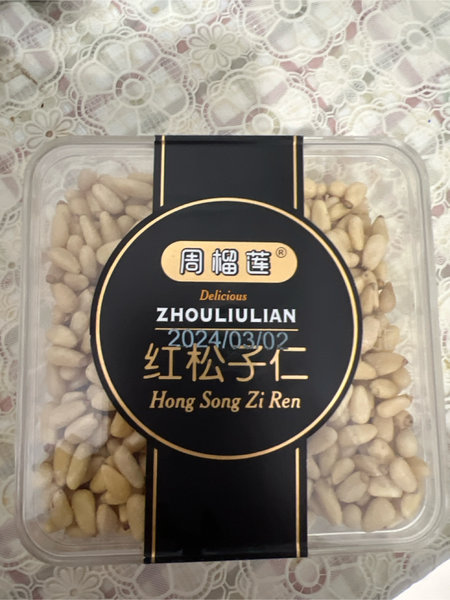 周榴莲®
Delicious
ZHOULIULIAN
2024/03/02
红松子仁
Hong Song Zi Ren